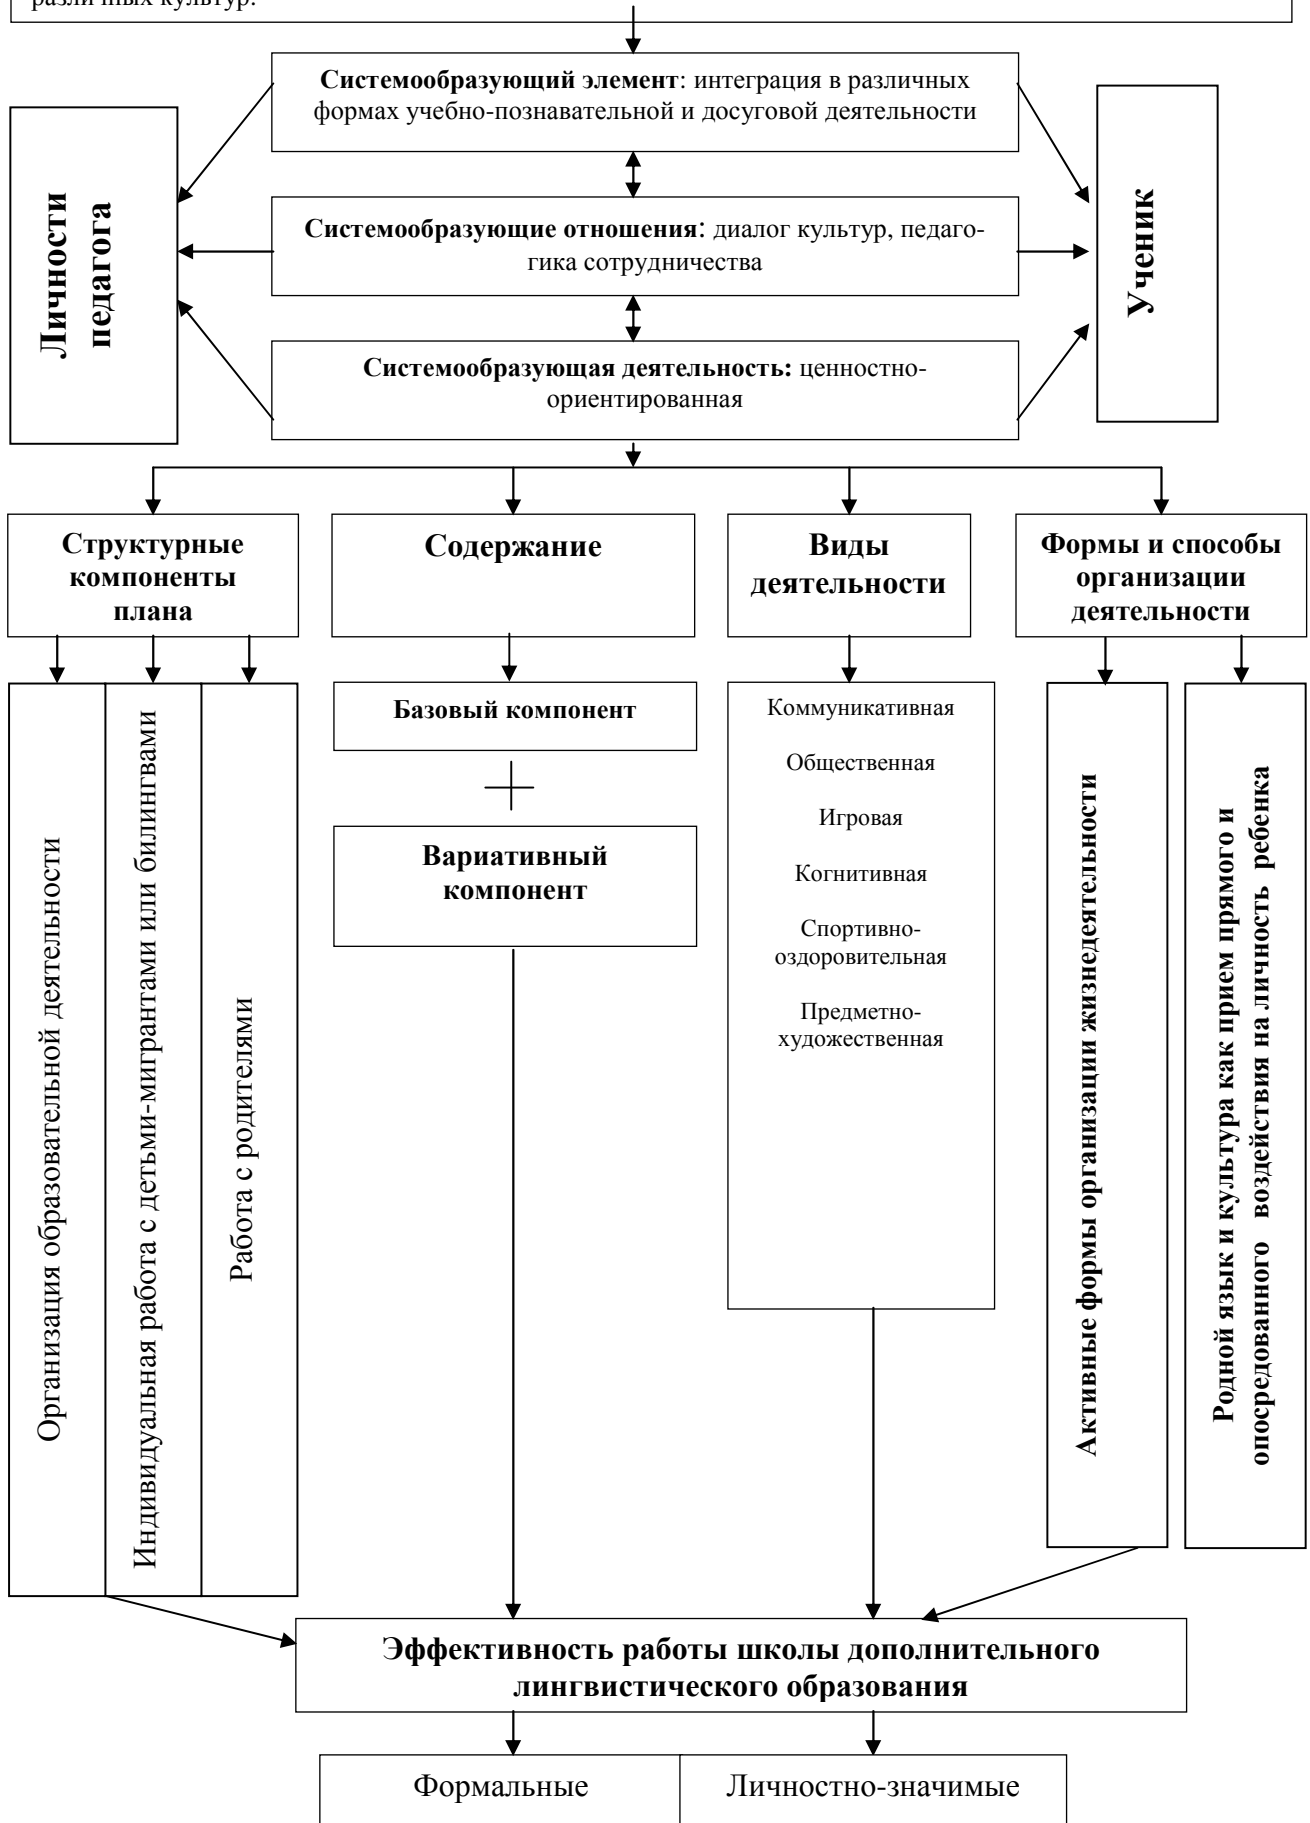 различных культур.
Системообразующий элемент: интеграция в различных
формах учебно-познавательной и досуговой деятельности
Личности
педагога
Системообразующие отношения: диалог культур, педаго-
гика сотрудничества
Ученик
Системообразующая деятельность: ценностно-
ориентированная
Структурные
компоненты
плана
Содержание
Виды
деятельности
Формы и способы
организации
деятельности
Организация образовательной деятельности
Индивидуальная работа с детьми-мигрантами или билингвами
Работа с родителями
Базовый компонент
Вариативный
компонент
Коммуникативная
Общественная
Игровая
Когнитивная
Спортивно-
оздоровительная
Предметно-
художественная
Активные формы организации жизнедеятельности
Родной язык и культура как прием прямого и
опосредованного воздействия на личность ребенка
Эффективность работы школы дополнительного
лингвистического образования
Формальные
Личностно-значимые